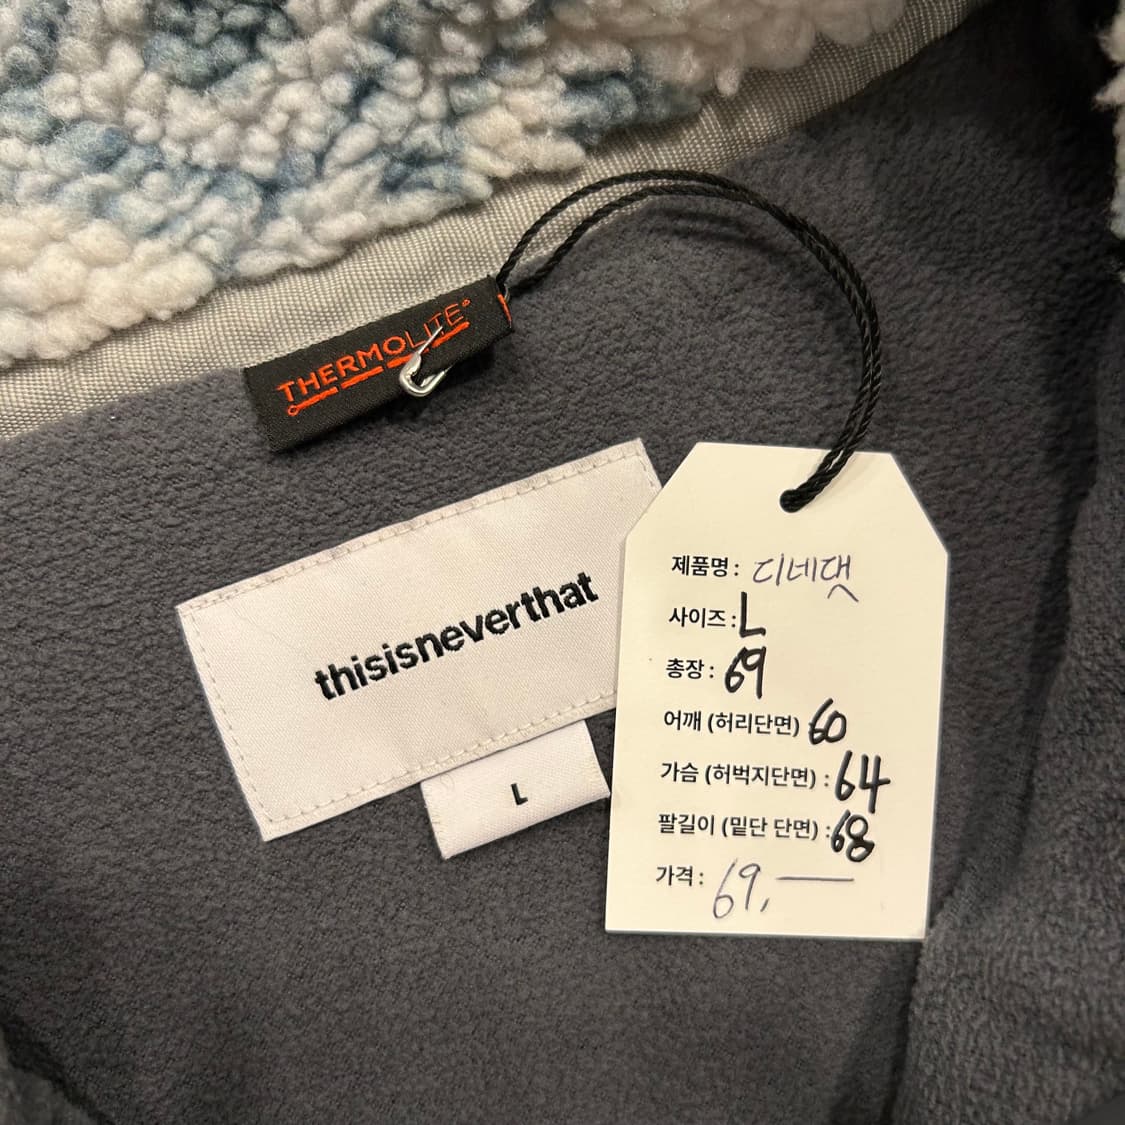 THERMOLITE®
thisisneverthat
L
제품명: 디네댓
사이즈: L
총장: 69
어깨 (허리단면) 60
가슴 (허벅지단면) : 64
팔길이 (밑단 단면) : 68
가격: 69,—